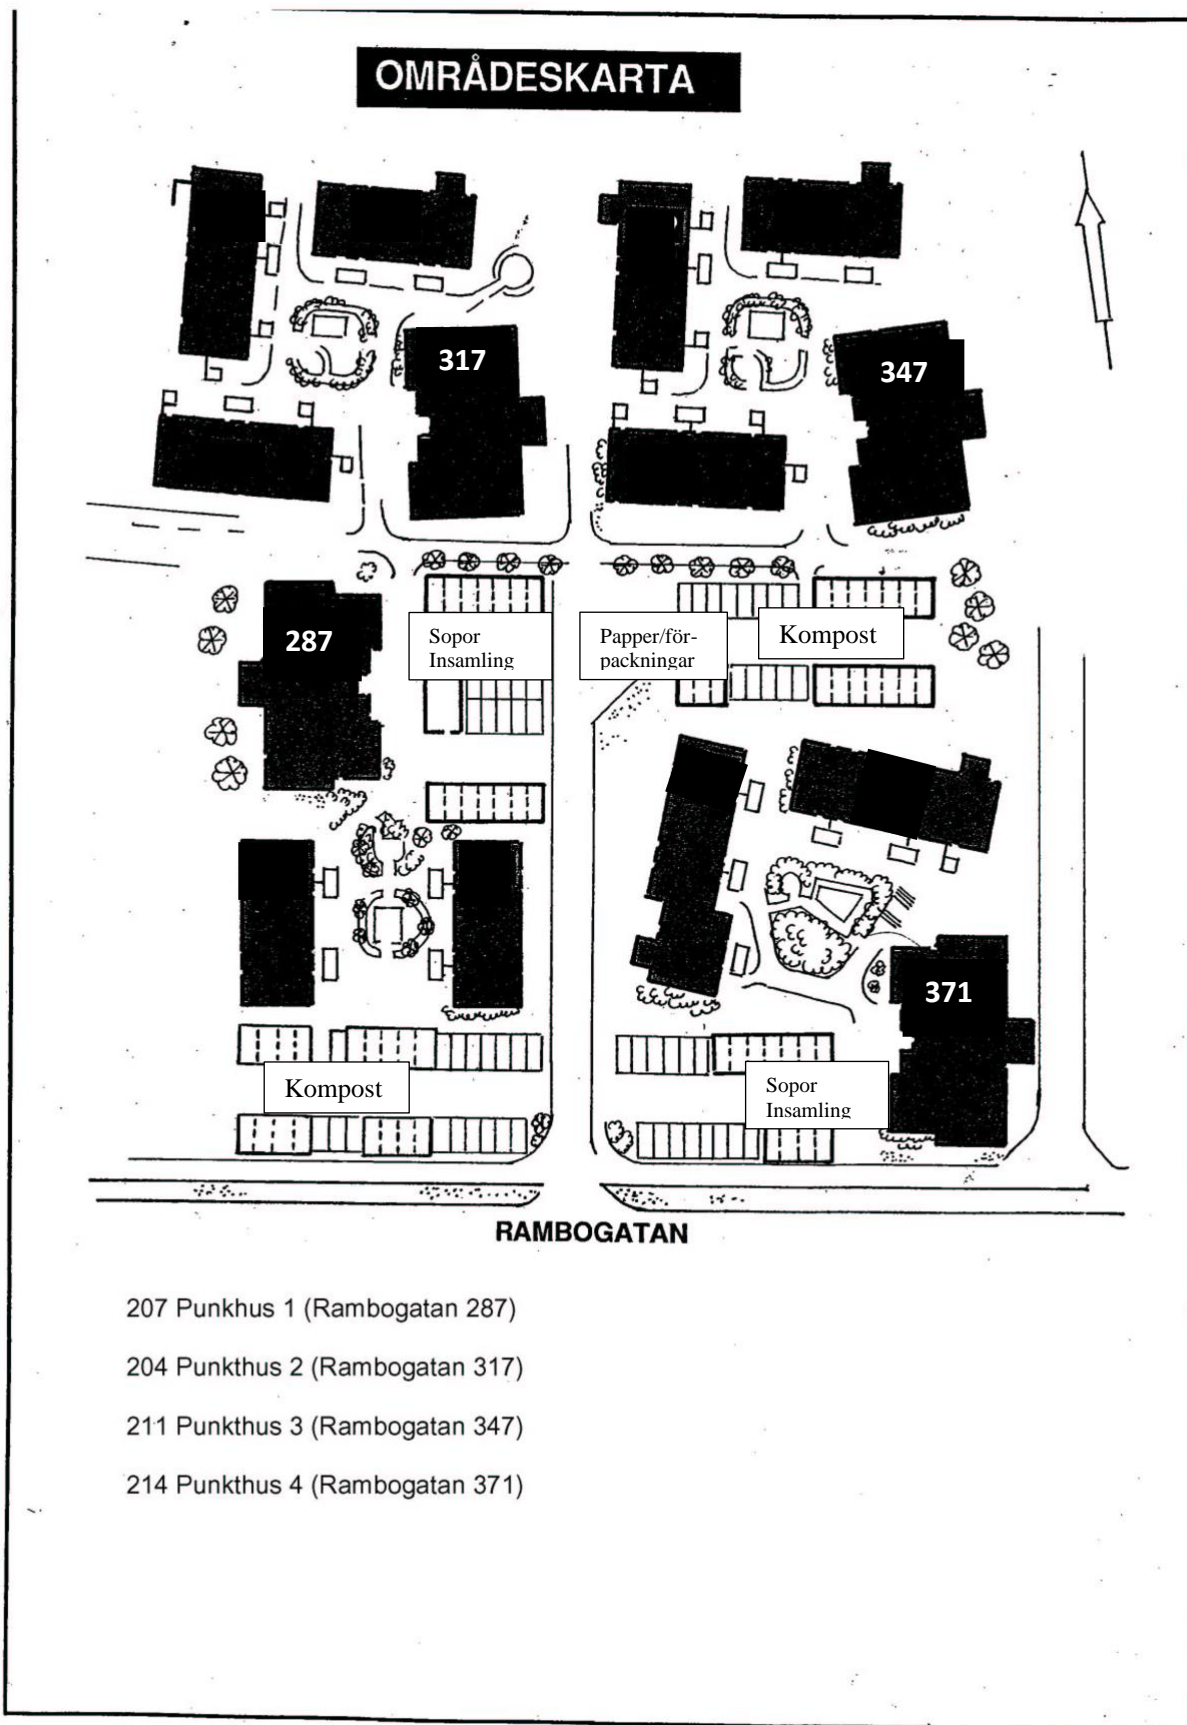 OMRÅDESKARTA
317
347
287
Sopor
Insamling
Papper/för-
packningar
Kompost
371
Kompost
Sopor
Insamling
RAMBOGATAN
207 Punkhus 1 (Rambogatan 287)
204 Punkthus 2 (Rambogatan 317)
211 Punkthus 3 (Rambogatan 347)
214 Punkthus 4 (Rambogatan 371)